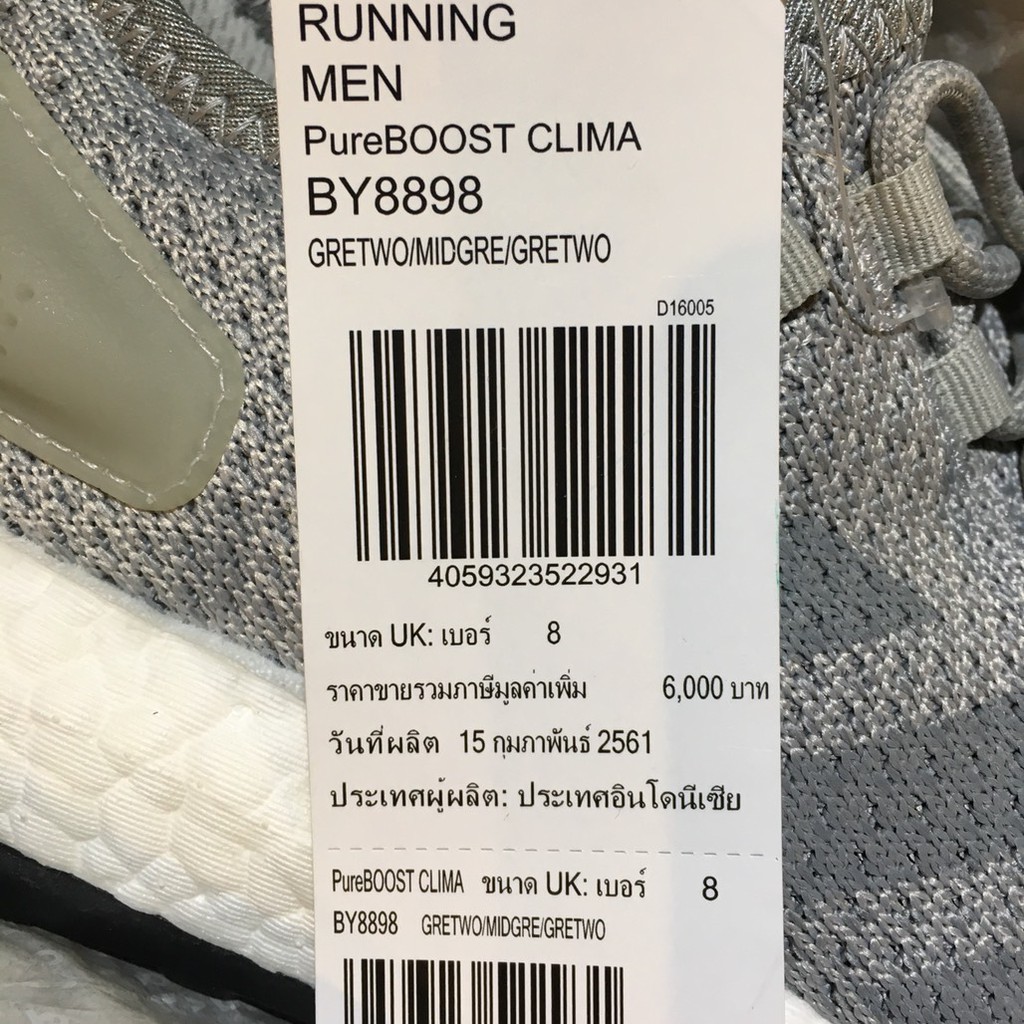 RUNNING
MEN
PureBOOST CLIMA
BY8898
GRETWO/MIDGRE/GRETWO
D16005
4059323522931
ขนาด UK: เบอร์ 8
ราคาขายรวมภาษีมูลค่าเพิ่ม 6,000 บาท
วันที่ผลิต 15 กุมภาพันธ์ 2561
ประเทศผู้ผลิต: ประเทศอินโดนีเซีย
PureBOOST CLIMA ขนาด UK: เบอร์ 8
BY8898 GRETWO/MIDGRE/GRETWO